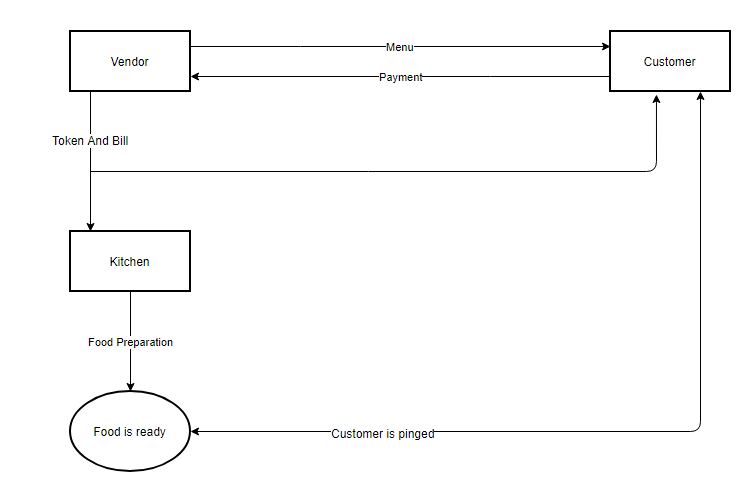 Vendor
Menu
Customer
Payment
Token And Bill
Kitchen
Food Preparation
Food is ready
Customer is pinged